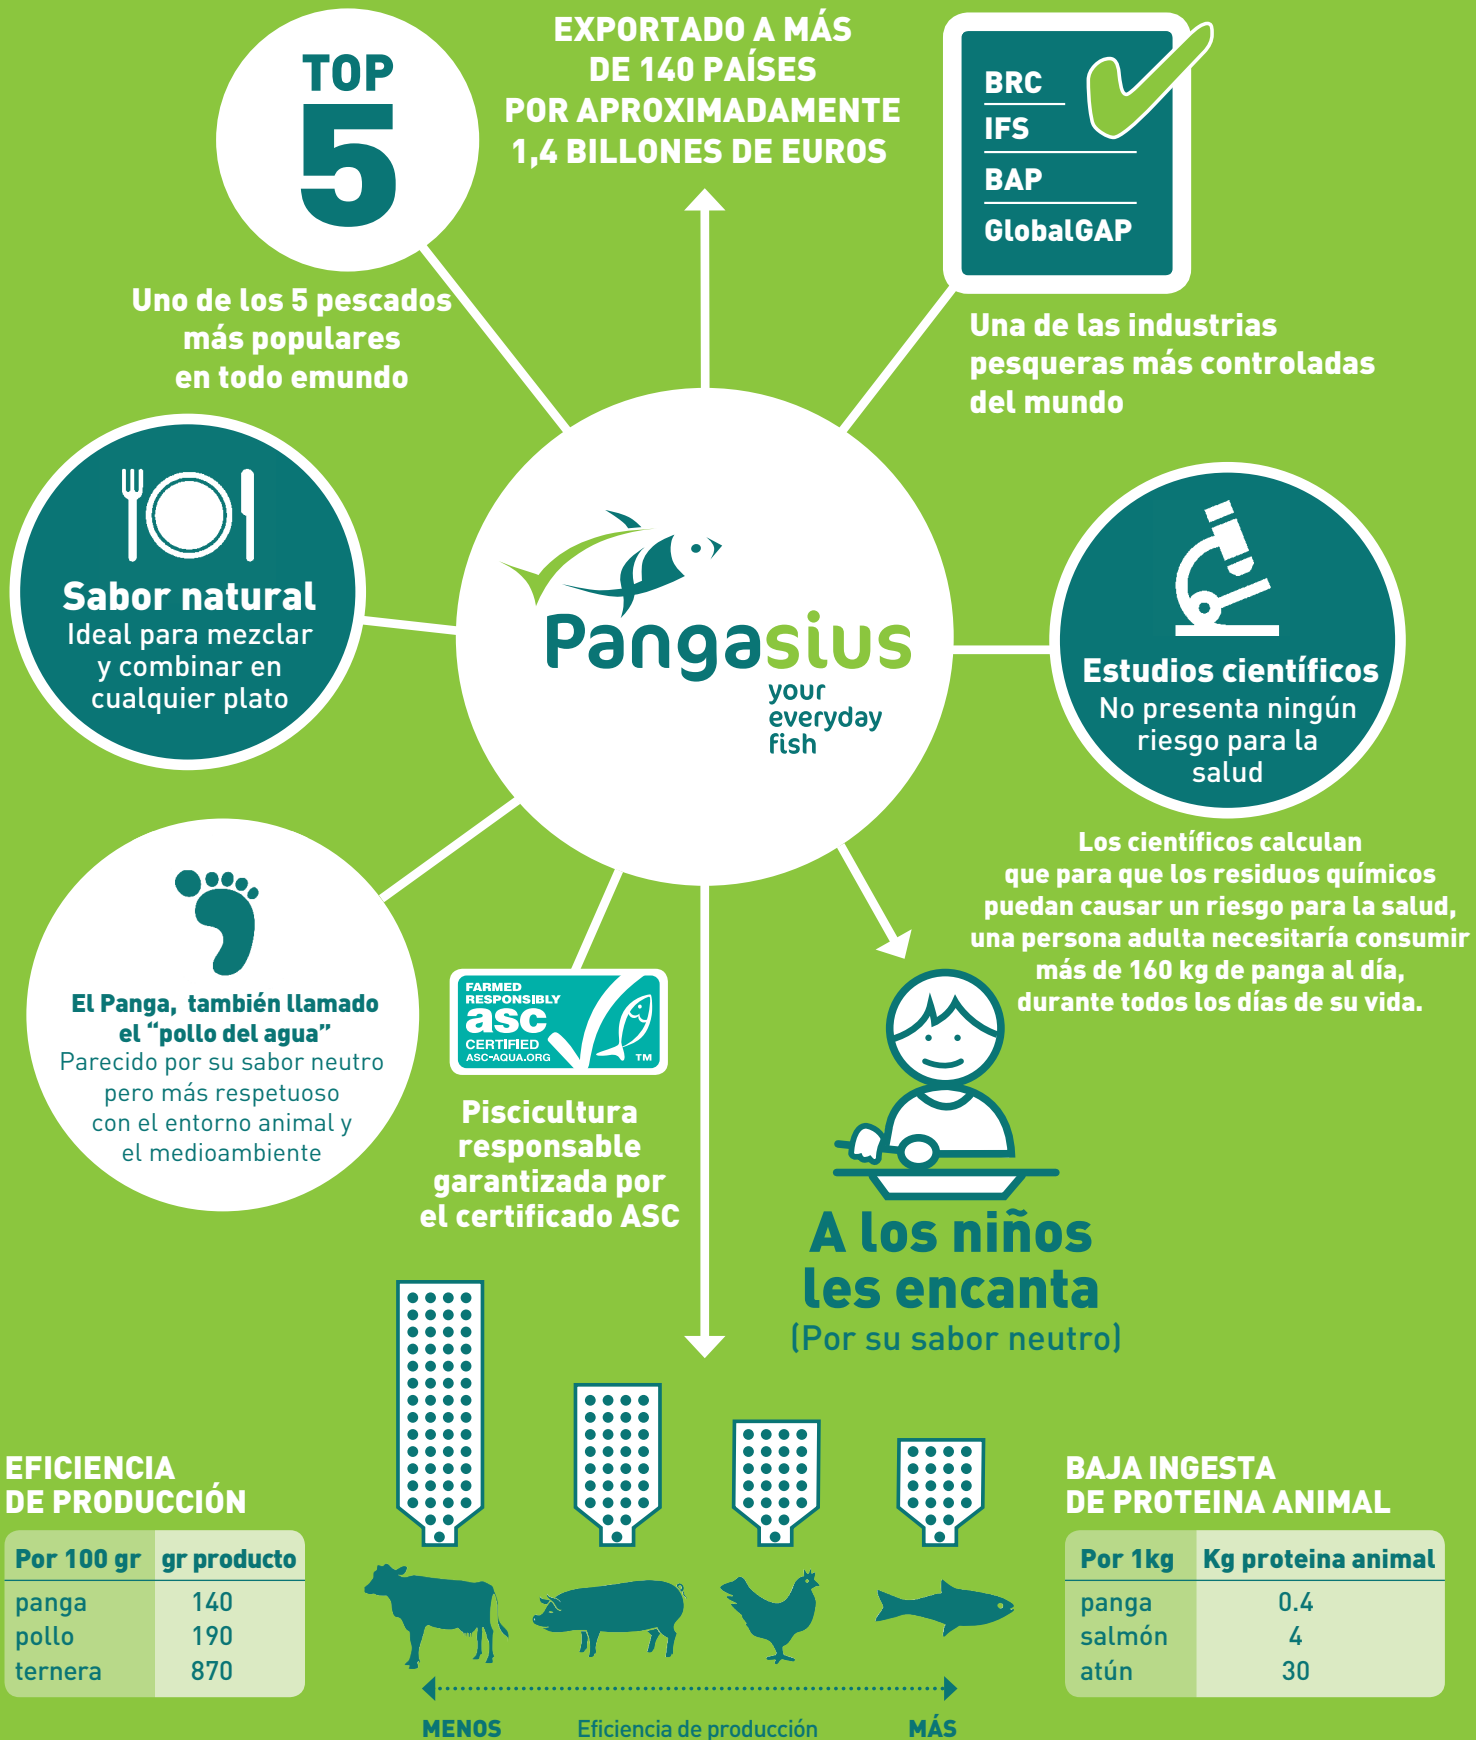 TOP
5
Uno de los 5 pescados
más populares
en todo emundo
EXPORTADO A MÁS
DE 140 PAÍSES
POR APROXIMADAMENTE
1,4 BILLONES DE EUROS
BRC
IFS
BAP
GlobalGAP
Una de las industrias
pesqueras más controladas
del mundo
Sabor natural
Ideal para mezclar
y combinar en
cualquier plato
Pangasius
your
everyday
fish
Estudios científicos
No presenta ningún
riesgo para la
salud
Los científicos calculan
que para que los residuos químicos
puedan causar un riesgo para la salud,
una persona adulta necesitaría consumir
más de 160 kg de panga al día,
durante todos los días de su vida.
El Panga, también llamado
el “pollo del agua”
Parecido por su sabor neutro
pero más respetuoso
con el entorno animal y
el medioambiente
FARMED
RESPONSIBLY
asc
CERTIFIED
ASC-AQUA.ORG
TM
Piscicultura
responsable
garantizada por
el certificado ASC
A los niños
les encanta
(Por su sabor neutro)
EFICIENCIA
DE PRODUCCIÓN
Por 100 gr gr producto
panga 140
pollo 190
ternera 870
MENOS Eficiencia de producción MÁS
BAJA INGESTA
DE PROTEINA ANIMAL
Por 1kg Kg proteina animal
panga 0.4
salmón 4
atún 30